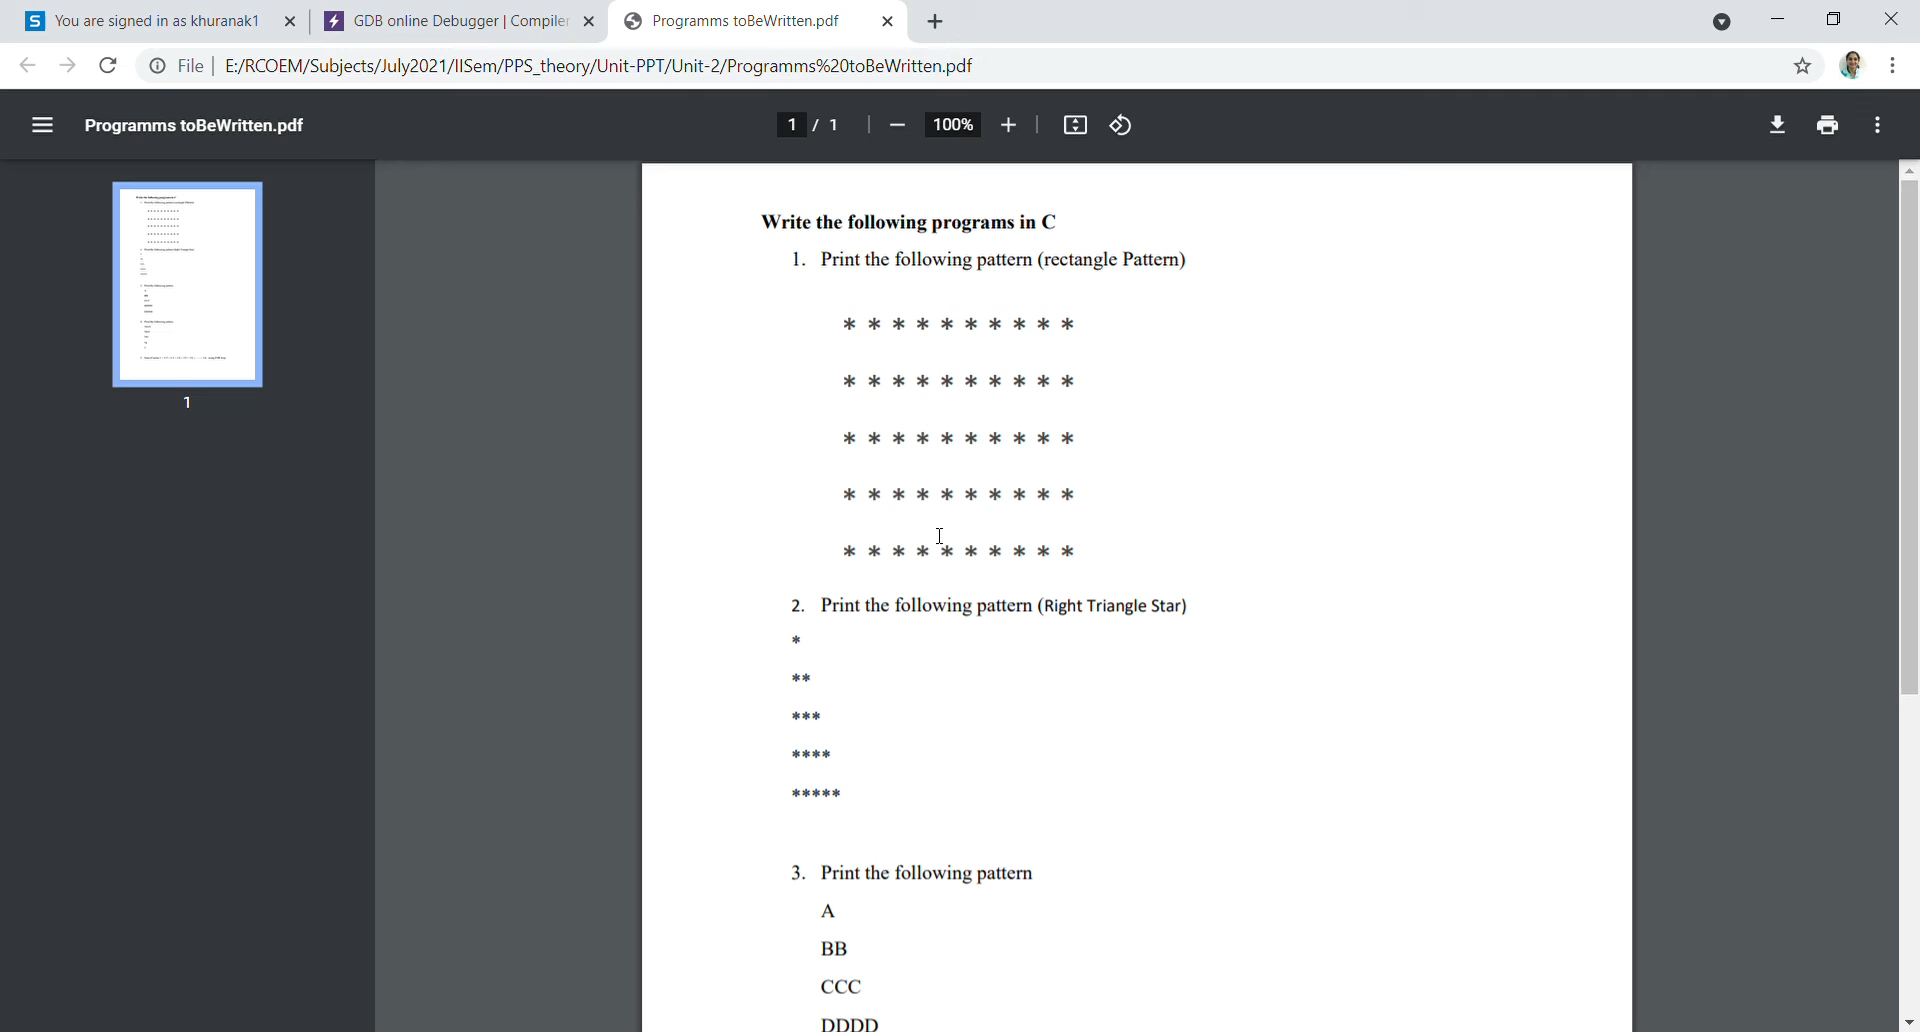 You are signed in as khuranak1
GDB online Debugger | Compiler
Programms toBeWritten.pdf
File
E:/RCOEM/Subjects/July2021/IISem/PPS_theory/Unit-PPT/Unit-2/Programms%20toBeWritten.pdf
Programms toBeWritten.pdf
1 / 1
100%
1
Write the following programs in C
1. Print the following pattern (rectangle Pattern)
* * * * * * * * * *
* * * * * * * * * *
* * * * * * * * * *
* * * * * * * * * *
* * * * * * * * * *
2. Print the following pattern (Right Triangle Star)
*
**
***
****
*****
3. Print the following pattern
A
BB
CCC
DDDD